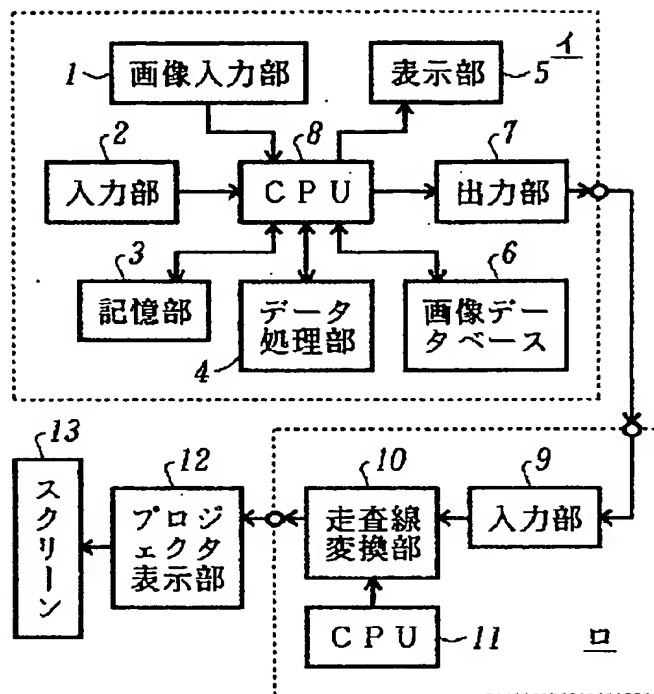 1
画像入力部
表示部
5
イ
2
入力部
8
CPU
7
出力部
3
記憶部
データ
処理部
4
6
画像デー
タベース
13
スクリーン
12
プロジ
ェクタ
表示部
10
走査線
変換部
9
入力部
CPU
11
ロ